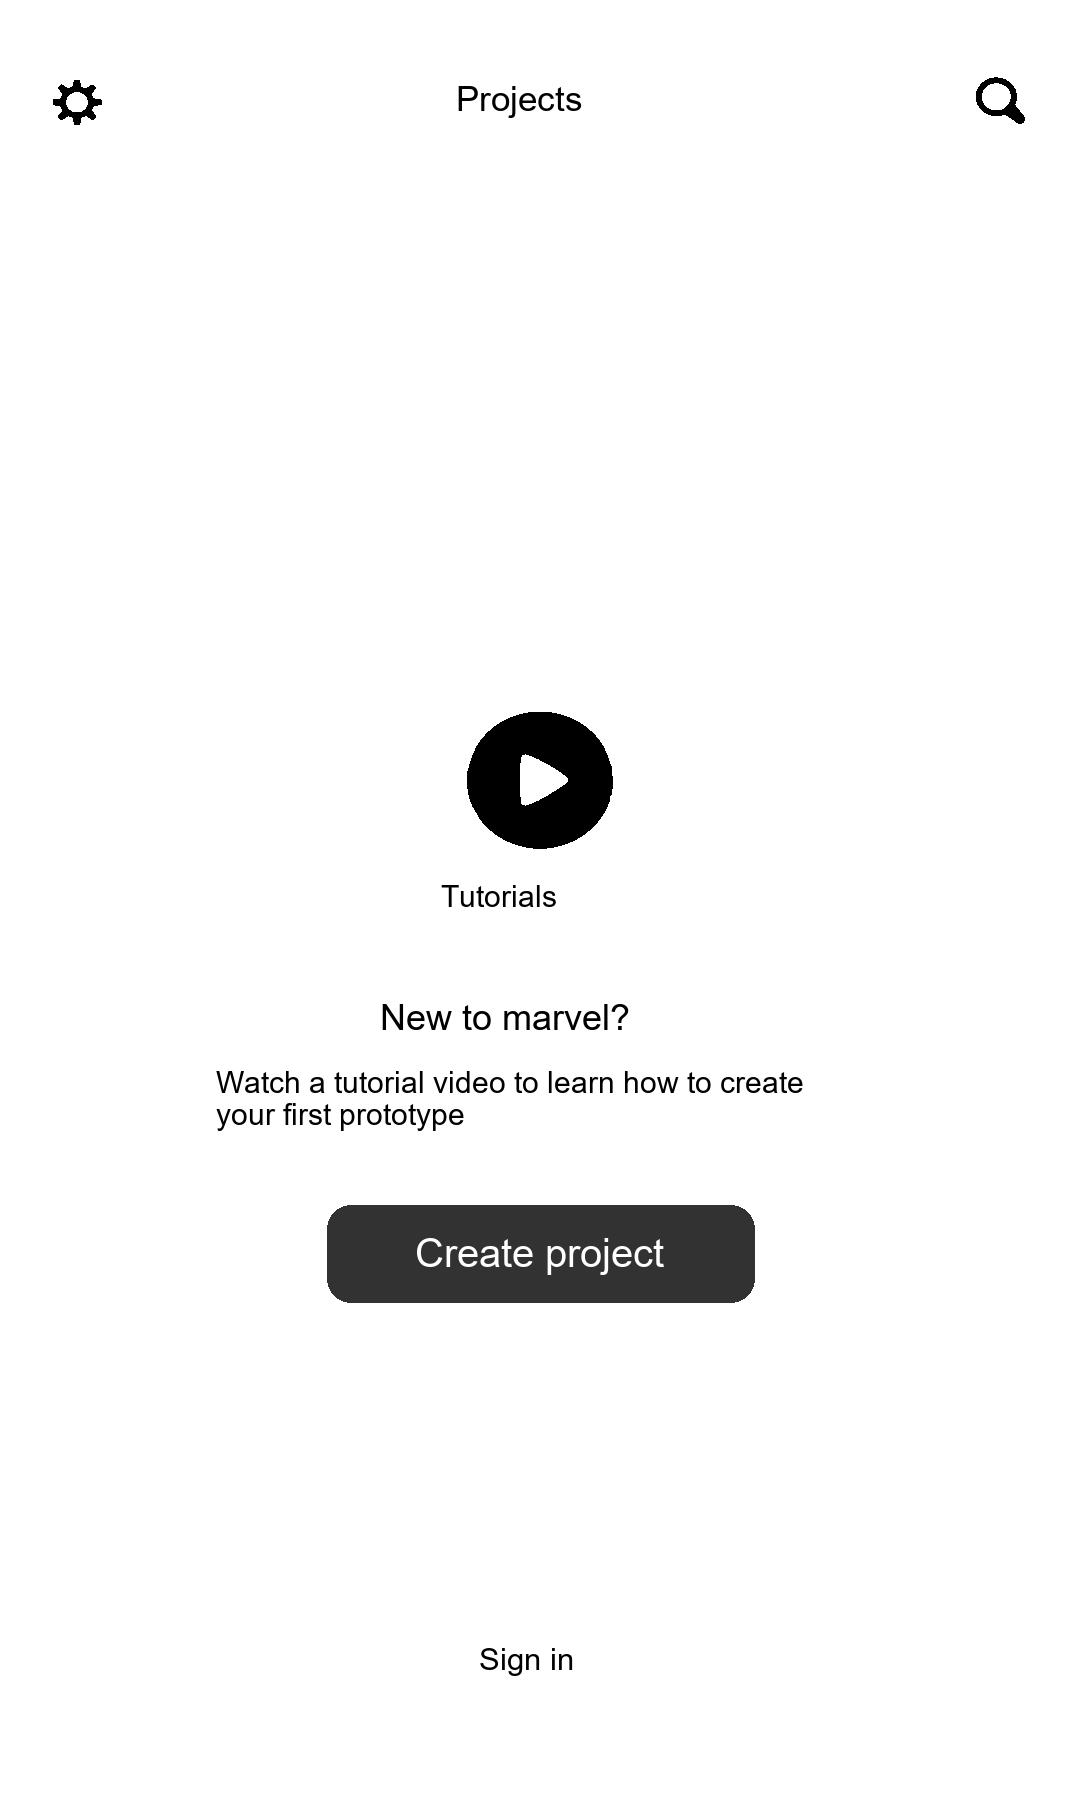 Projects
Tutorials
New to marvel?
Watch a tutorial video to learn how to create
your first prototype
Create project
Sign in